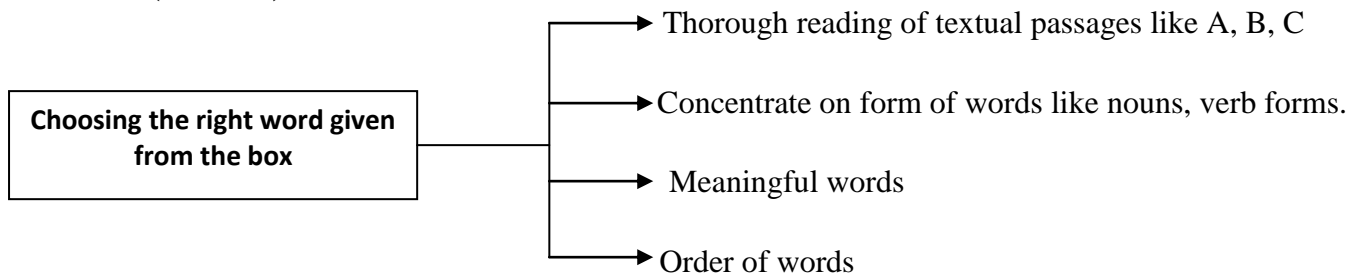 Thorough reading of textual passages like A, B, C
Concentrate on form of words like nouns, verb forms.
Choosing the right word given
from the box
Meaningful words
Order of words